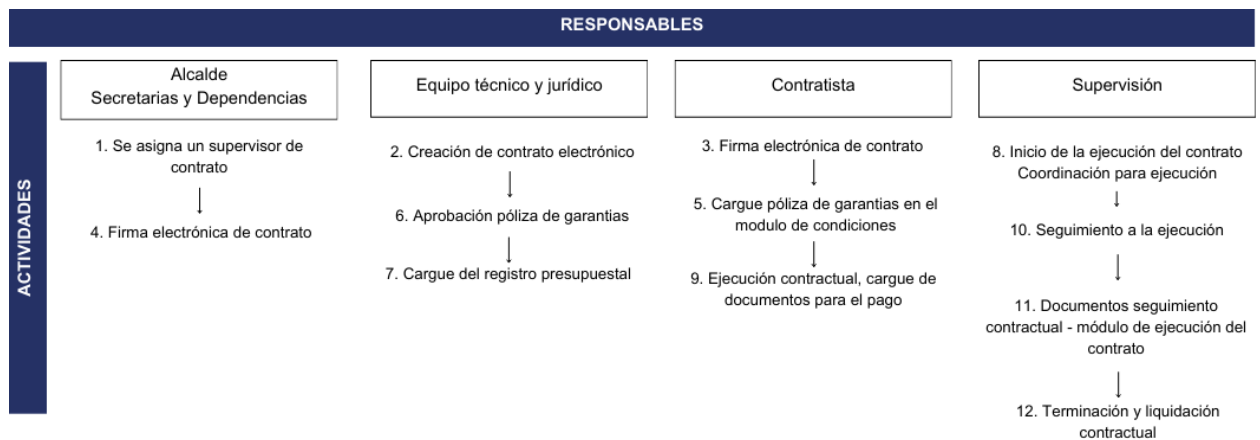 RESPONSABLES
ACTIVIDADES
Alcalde
Secretarias y Dependencias
1. Se asigna un supervisor de
contrato
4. Firma electrónica de contrato
Equipo técnico y jurídico
2. Creación de contrato electrónico
6. Aprobación póliza de garantias
7. Cargue del registro presupuestal
Contratista
3. Firma electrónica de contrato
5. Cargue póliza de garantias en el
modulo de condiciones
9. Ejecución contractual, cargue de
documentos para el pago
Supervisión
8. Inicio de la ejecución del contrato
Coordinación para ejecución
10. Seguimiento a la ejecución
11. Documentos seguimiento
contractual - módulo de ejecución del
contrato
12. Terminación y liquidación
contractual